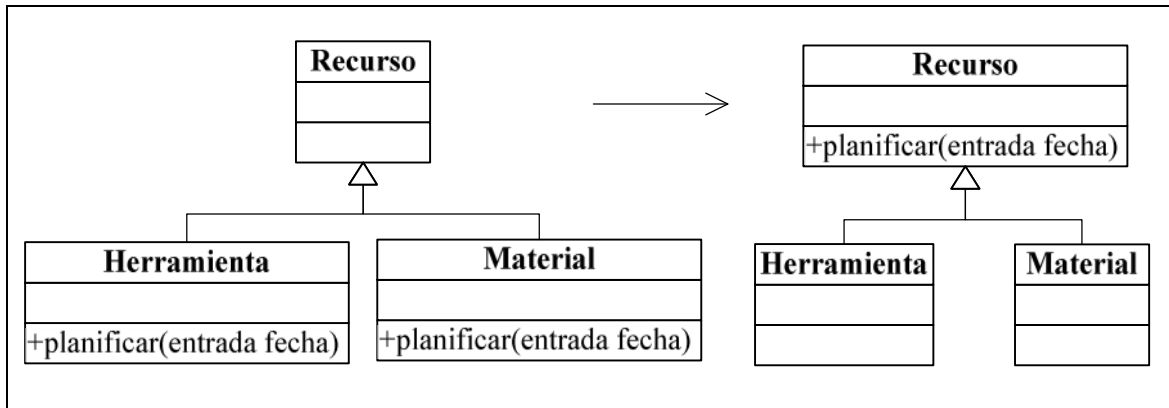 Recurso
Herramienta
+planificar(entrada fecha)
Material
+planificar(entrada fecha)
Recurso
+planificar(entrada fecha)
Herramienta
Material